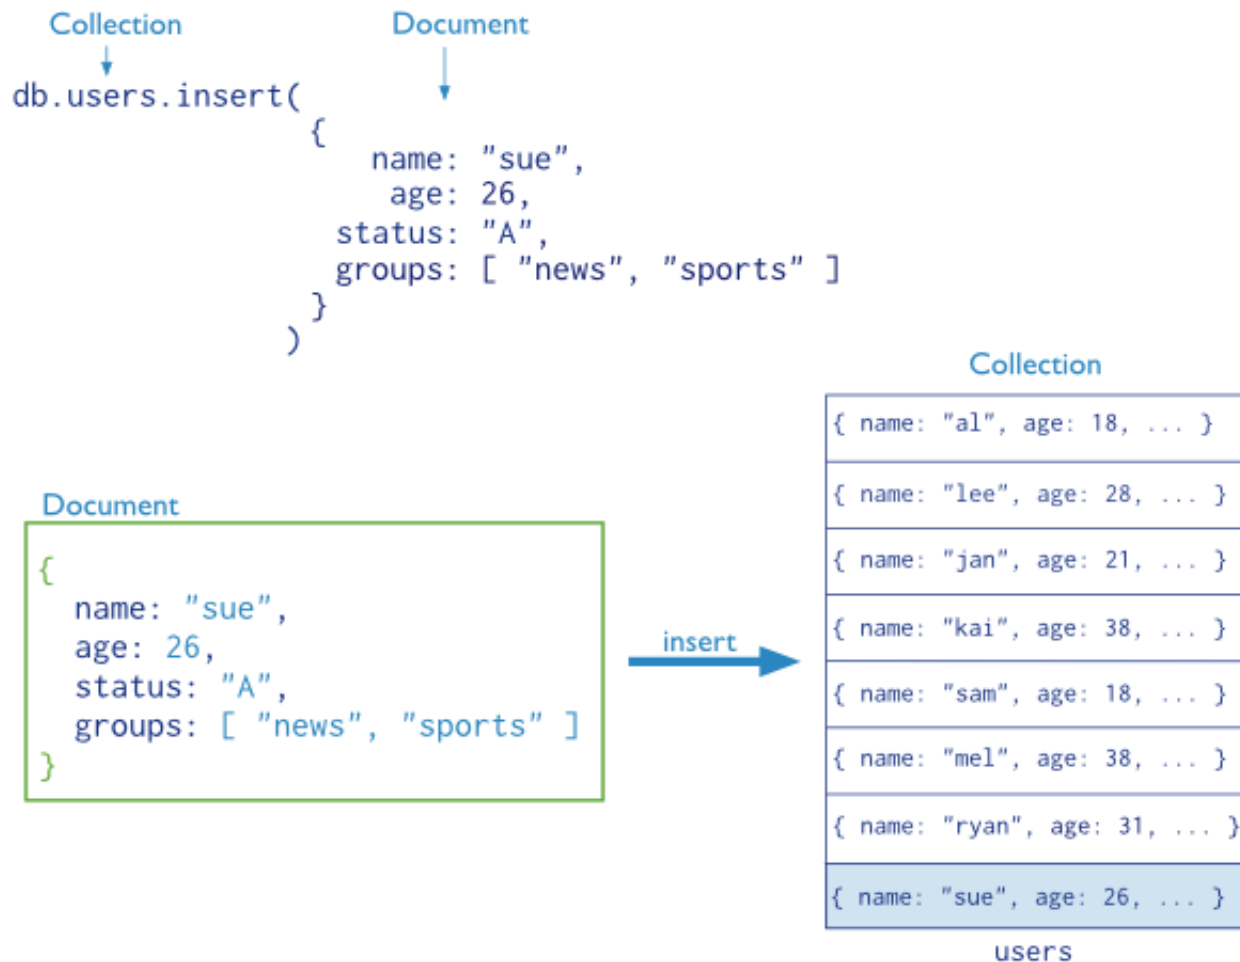 Collection Document
db.users.insert(
{
name: "sue",
age: 26,
status: "A",
groups: [ "news", "sports" ]
}
)
Document
{
name: "sue",
age: 26,
status: "A",
groups: [ "news", "sports" ]
}
insert
Collection
{ name: "al", age: 18, ... }
{ name: "lee", age: 28, ... }
{ name: "jan", age: 21, ... }
{ name: "kai", age: 38, ... }
{ name: "sam", age: 18, ... }
{ name: "mel", age: 38, ... }
{ name: "ryan", age: 31, ... }
{ name: "sue", age: 26, ... }
users